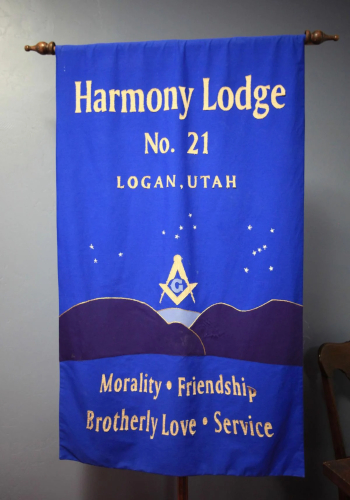 Harmony Lodge
No. 21
LOGAN, UTAH
G
Morality • Friendship
Brotherly Love • Service